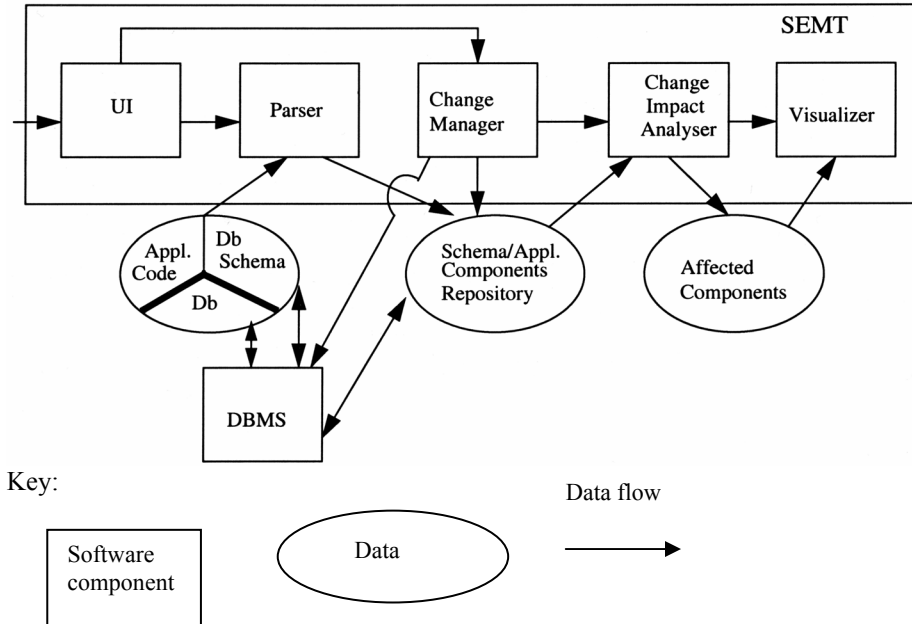 SEMT
UI
Parser
Change
Manager
Change
Impact
Analyser
Visualizer
Appl.
Code
Db
Schema
Db
Schema/Appl.
Components
Repository
Affected
Components
DBMS
Key:
Software
component
Data
Data flow